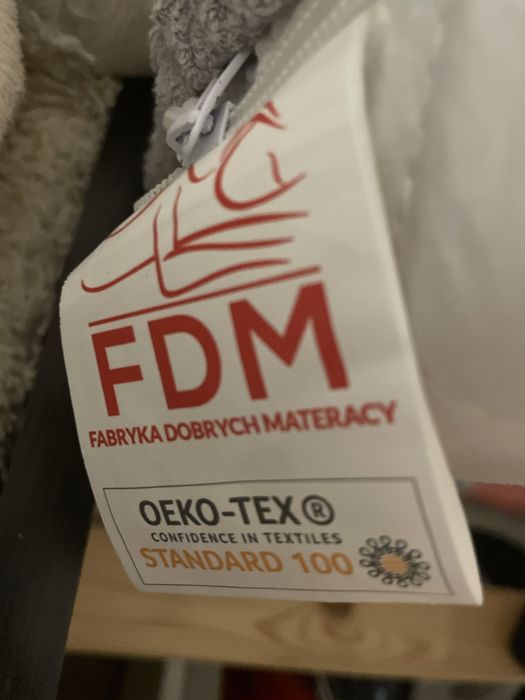 FDM
FABRYKA DOBRYCH MATERACY
OEKO-TEX®
CONFIDENCE IN TEXTILES
STANDARD 100